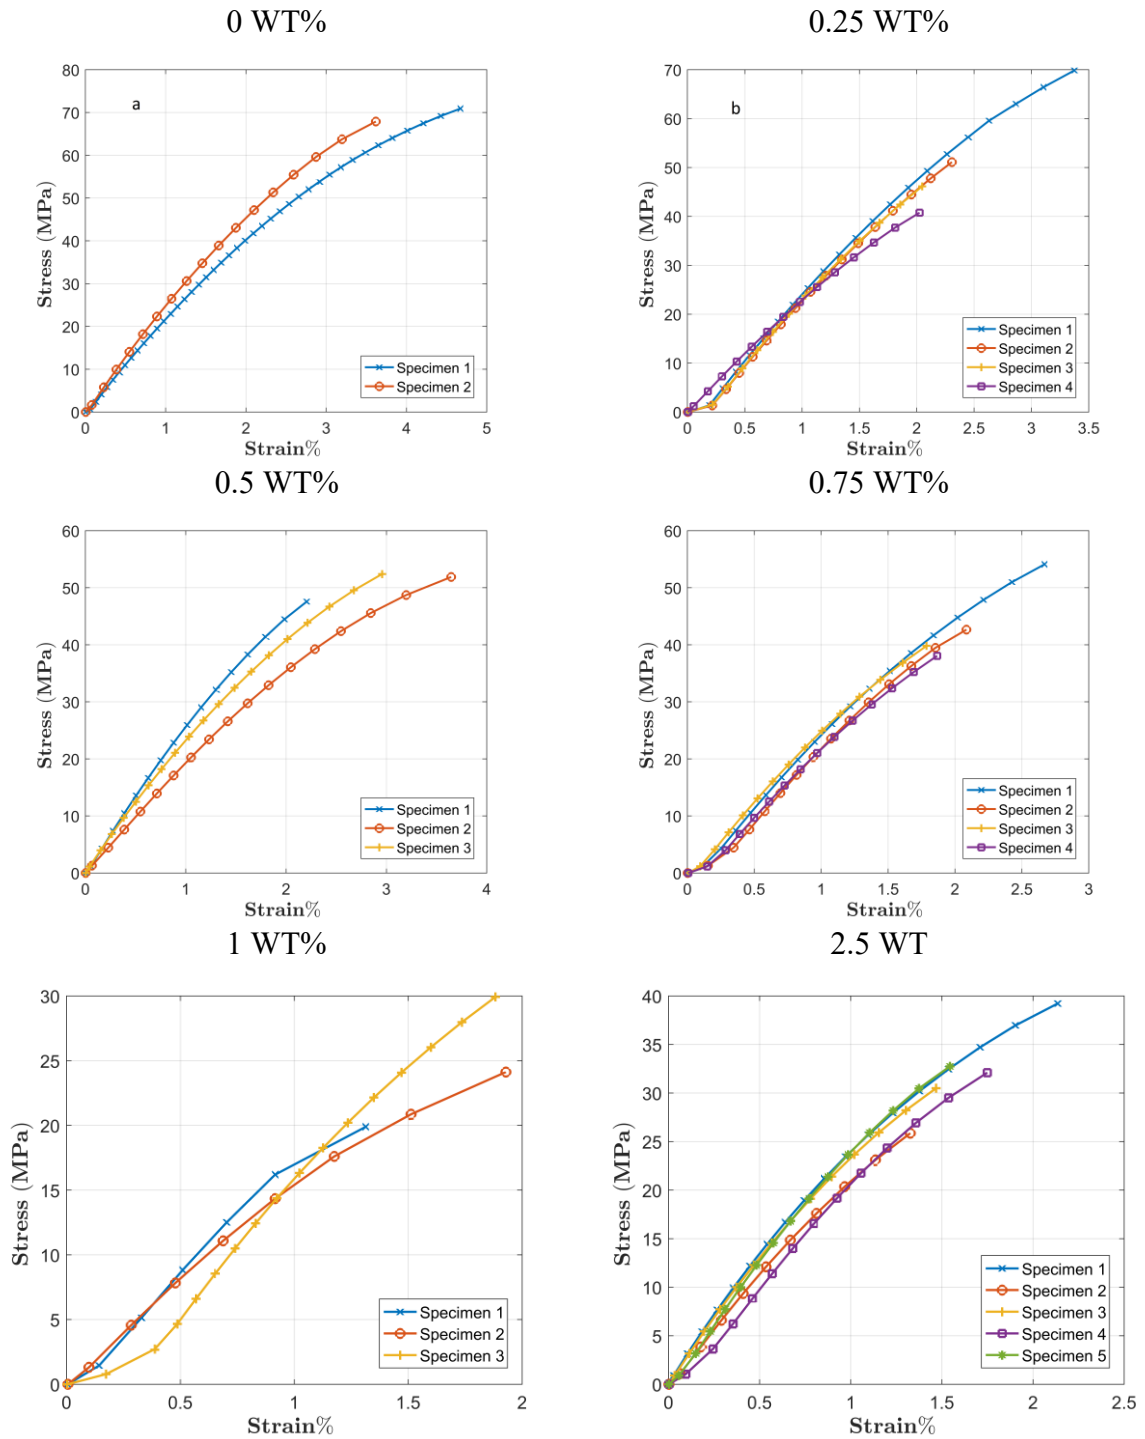 0 WT%
0.25 WT%
80
70
60
50
40
30
20
10
0
0
1
2
3
4
5
Stress (MPa)
Strain%
a
Specimen 1
Specimen 2
70
60
50
40
30
20
10
0
0
0.5
1
1.5
2
2.5
3
3.5
Stress (MPa)
Strain%
b
Specimen 1
Specimen 2
Specimen 3
Specimen 4
0.5 WT%
0.75 WT%
60
50
40
30
20
10
0
0
1
2
3
4
Stress (MPa)
Strain%
Specimen 1
Specimen 2
Specimen 3
60
50
40
30
20
10
0
0
0.5
1
1.5
2
2.5
3
Stress (MPa)
Strain%
Specimen 1
Specimen 2
Specimen 3
Specimen 4
1 WT%
2.5 WT
30
25
20
15
10
5
0
0
0.5
1
1.5
2
Stress (MPa)
Strain%
Specimen 1
Specimen 2
Specimen 3
40
35
30
25
20
15
10
5
0
0
0.5
1
1.5
2
2.5
Stress (MPa)
Strain%
Specimen 1
Specimen 2
Specimen 3
Specimen 4
Specimen 5